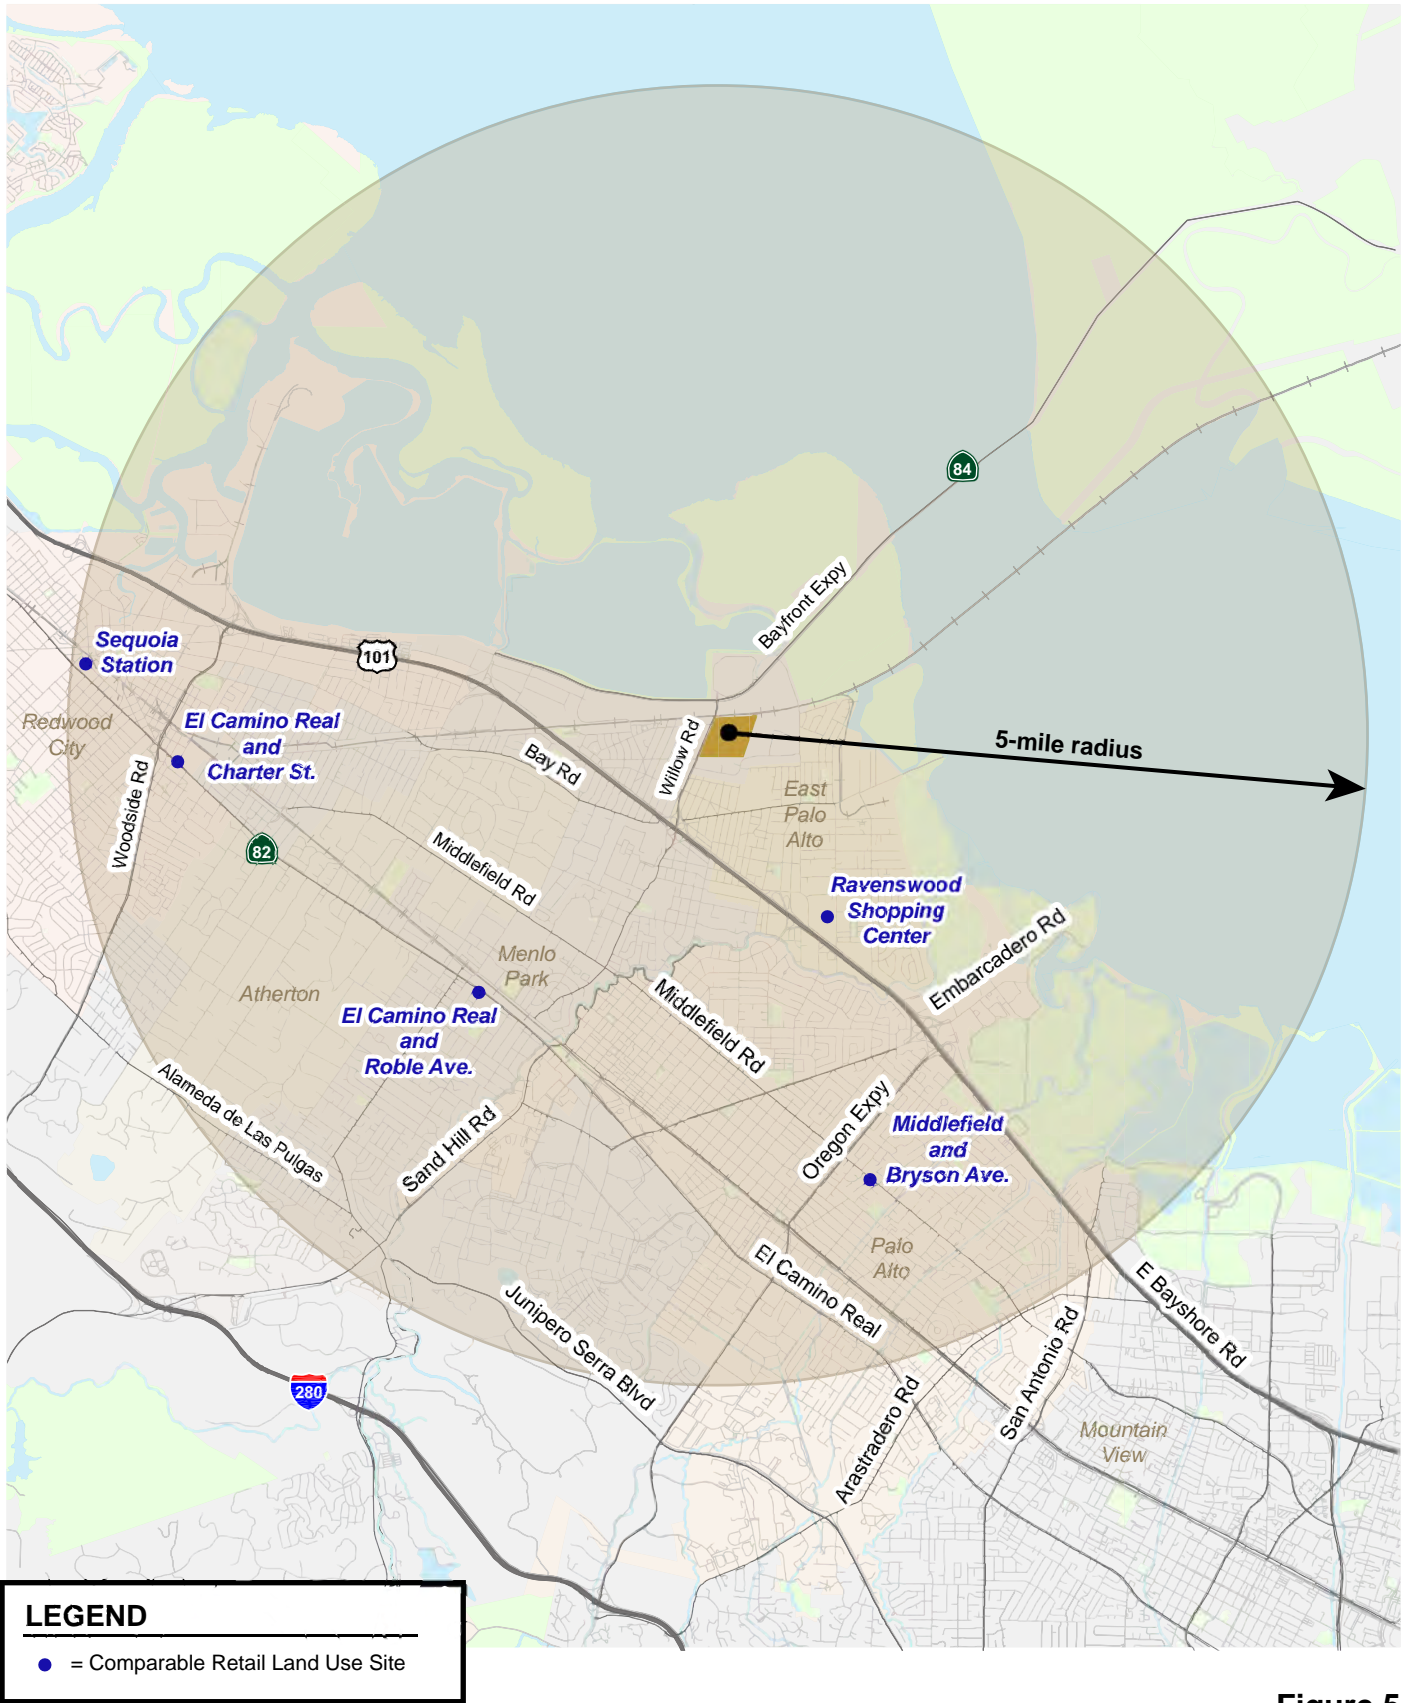 84
Bayfront Expy
Sequoia
Station
101
Redwood
City
El Camino Real
and
Charter St.
Woodside Rd
Bay Rd
Willow Rd
5-mile radius
East
Palo
Alto
82
Middlefield Rd
Ravenswood
Shopping
Center
Embarcadero Rd
Menlo
Park
Atherton
El Camino Real
and
Roble Ave.
Middlefield Rd
Alameda de Las Pulgas
Sand Hill Rd
Oregon Expy
Middlefield
and
Bryson Ave.
Palo
Alto
El Camino Real
E Bayshore Rd
Junipero Serra Blvd
San Antonio Rd
Arastradero Rd
280
Mountain
View
LEGEND
= Comparable Retail Land Use Site
Figure 5